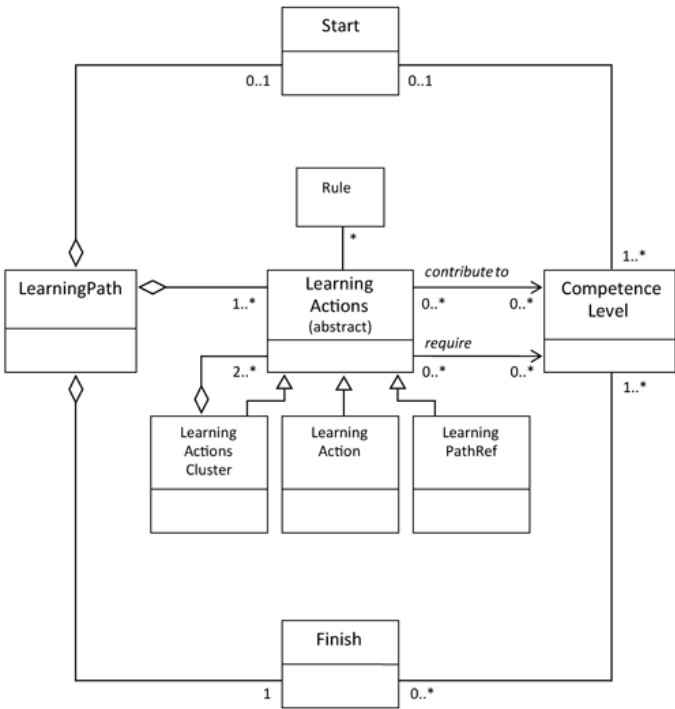 Start
0..1
0..1
Rule
*
1..*
LearningPath
Learning
Actions
(abstract)
contribute to
Competence
Level
1..*
0..*
0..*
require
2..*
0..*
0..*
1..*
Learning
Actions
Cluster
Learning
Action
Learning
PathRef
Finish
1
0..*